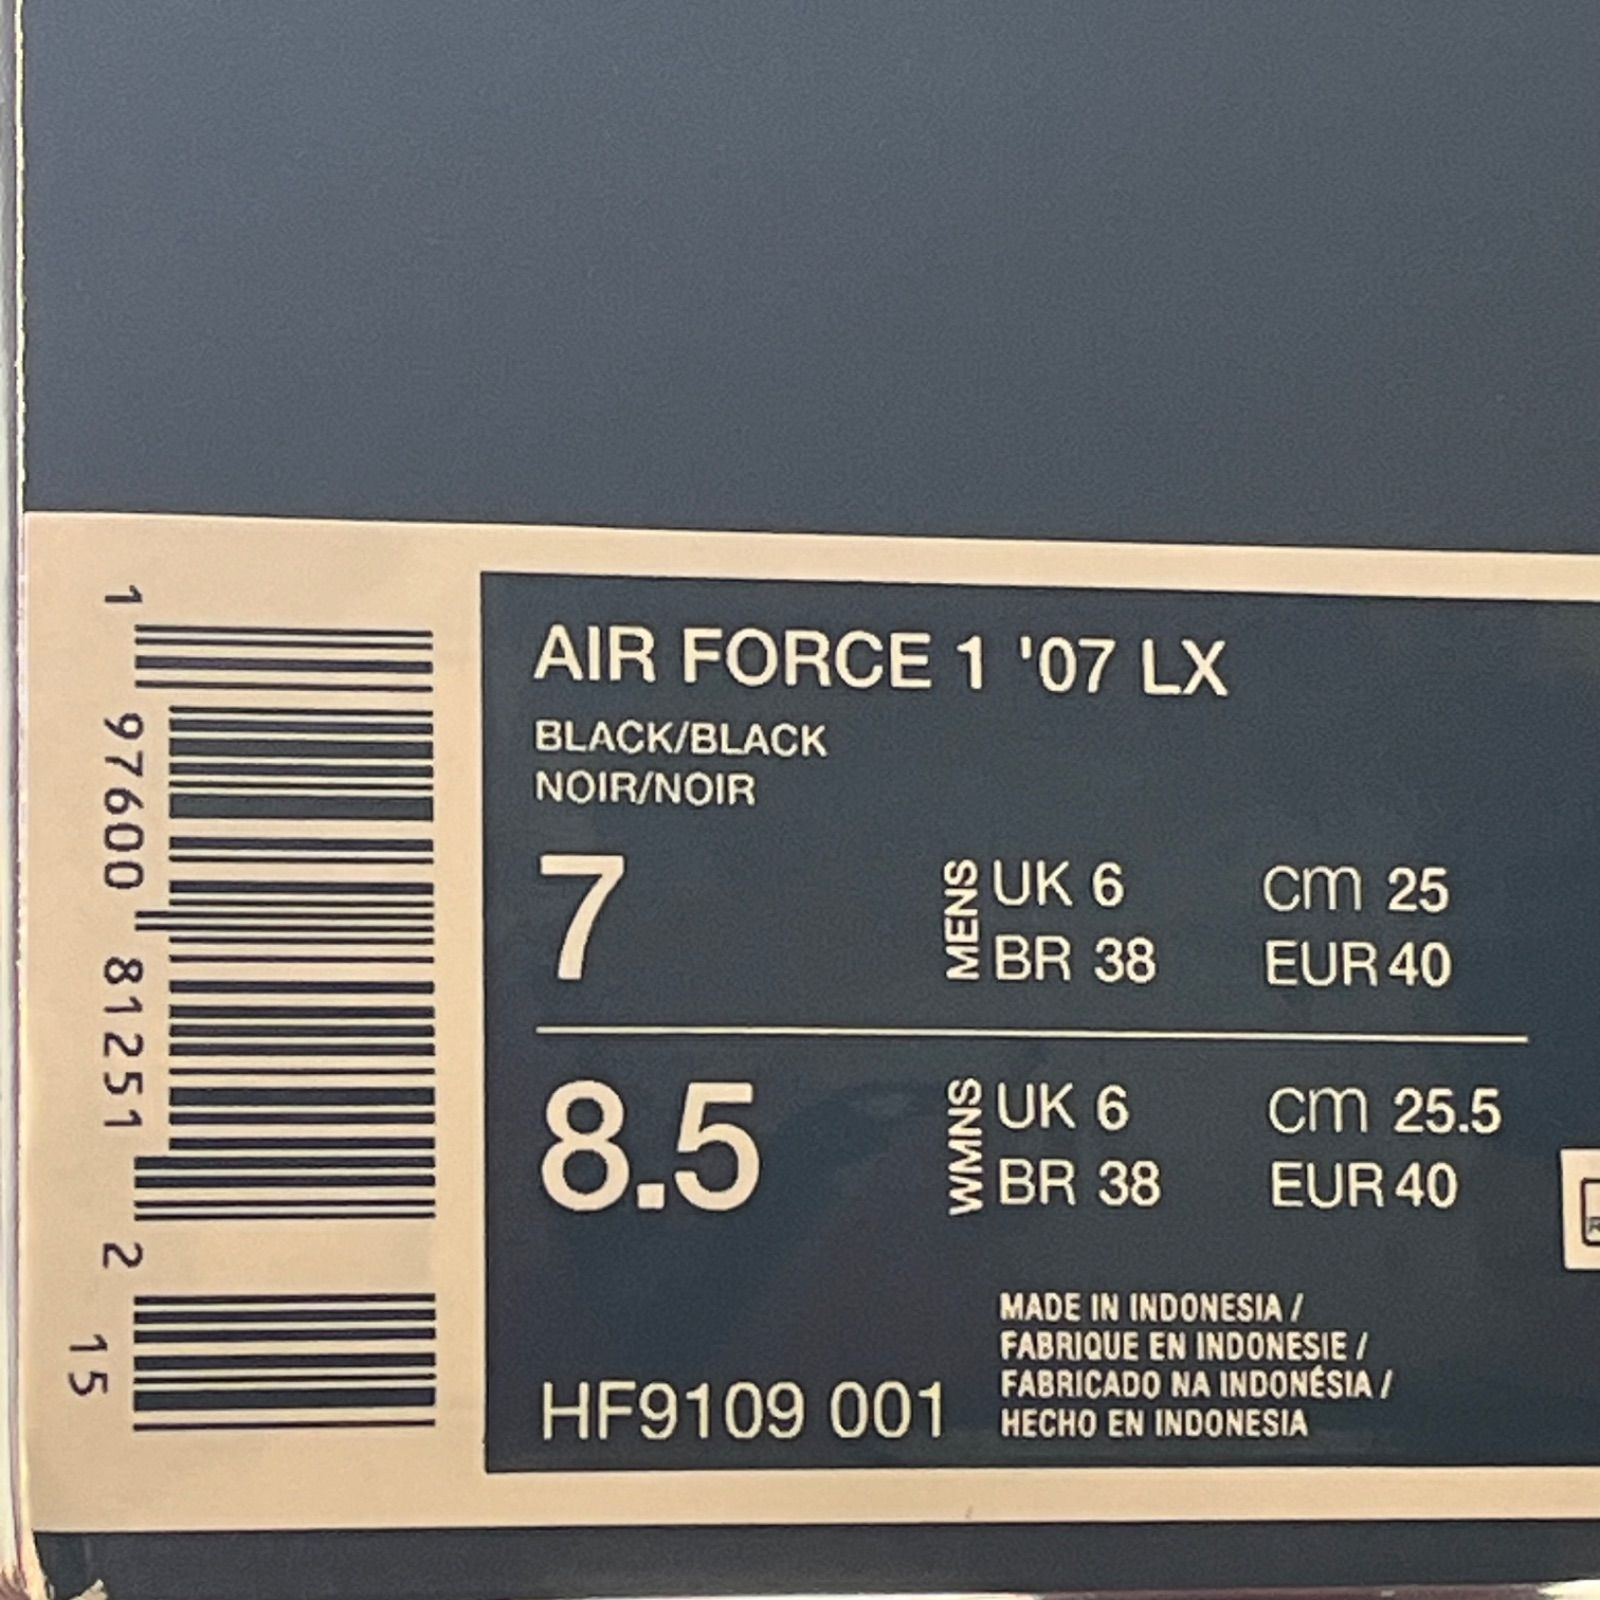 1 97600 81251 2 15
AIR FORCE 1 '07 LX
BLACK/BLACK
NOIR/NOIR
7
MENS
UK 6 CM 25
BR 38 EUR 40
8.5
WMNS
UK 6 CM 25.5
BR 38 EUR 40
HF9109 001
MADE IN INDONESIA /
FABRIQUE EN INDONESIE /
FABRICADO NA INDONÉSIA /
HECHO EN INDONESIA